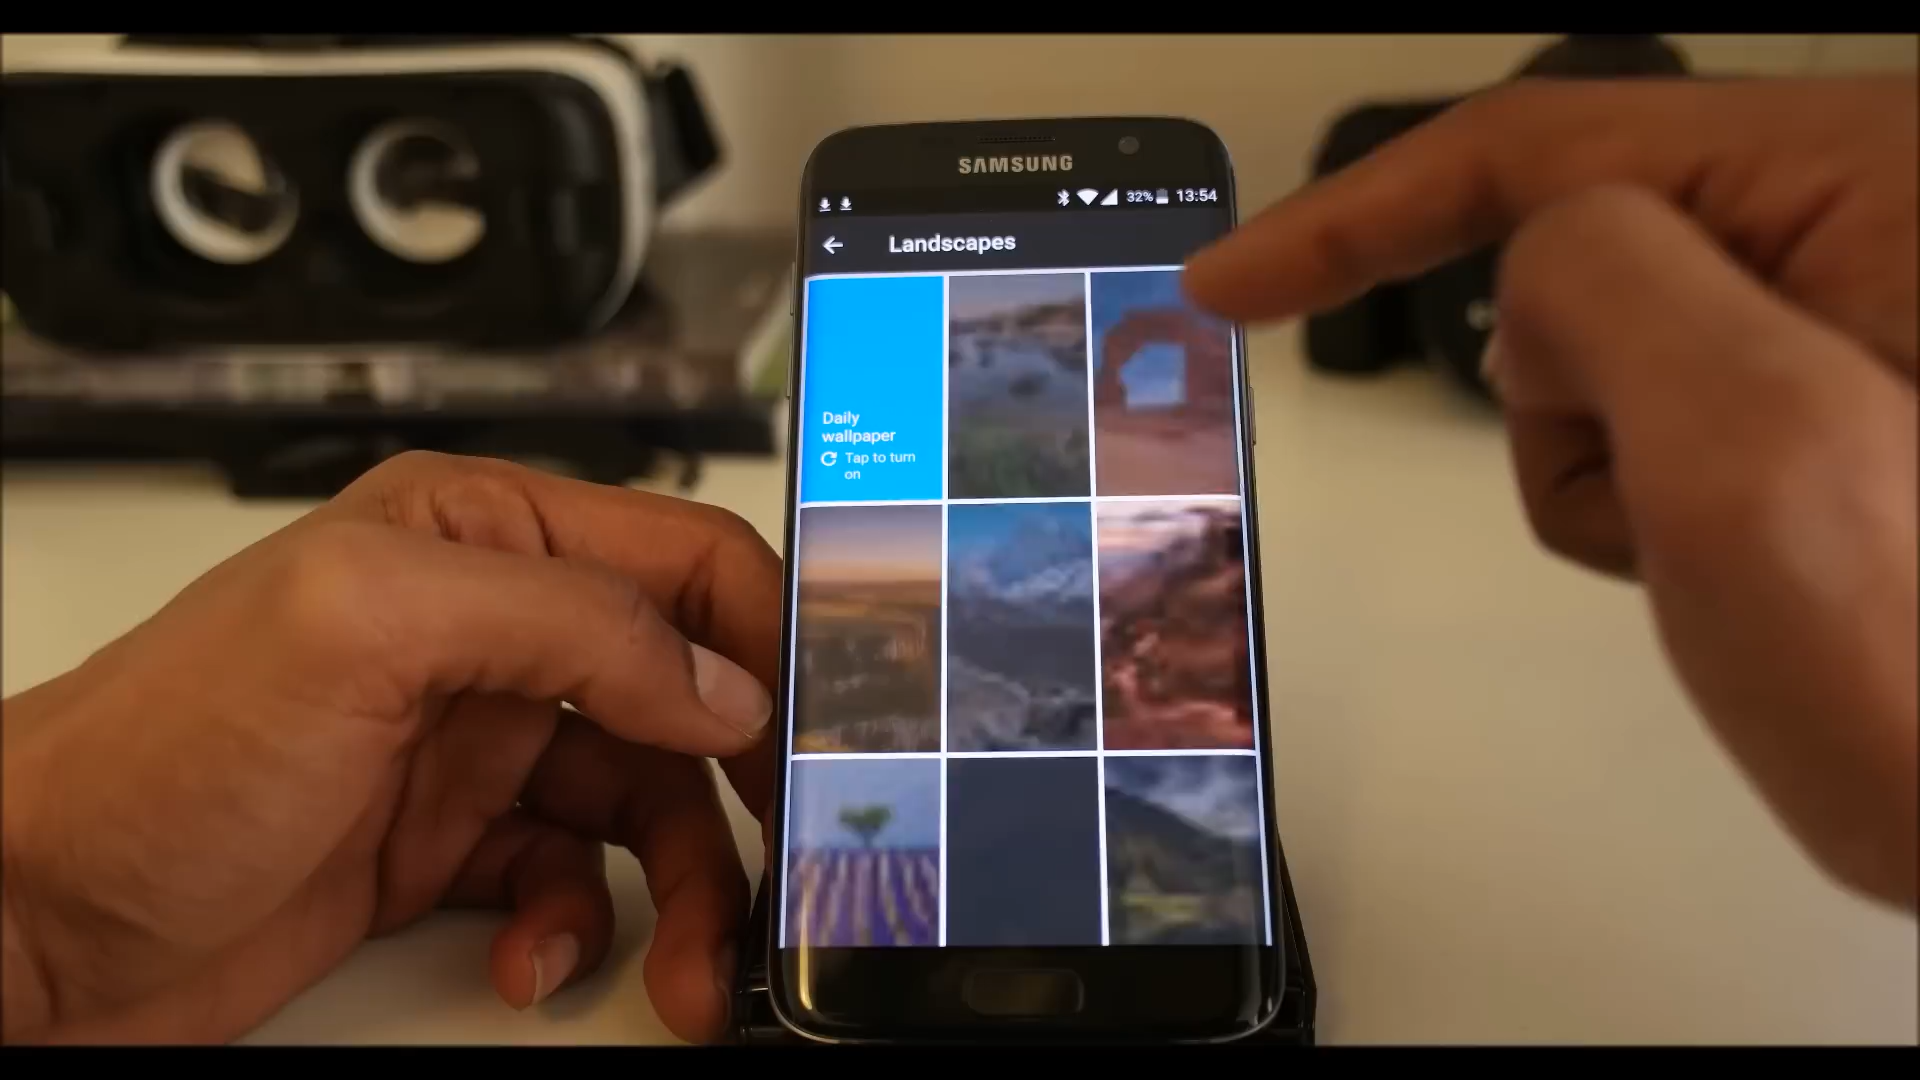 SAMSUNG
32% 13:54
Landscapes
Daily
wallpaper
Tap to turn
on